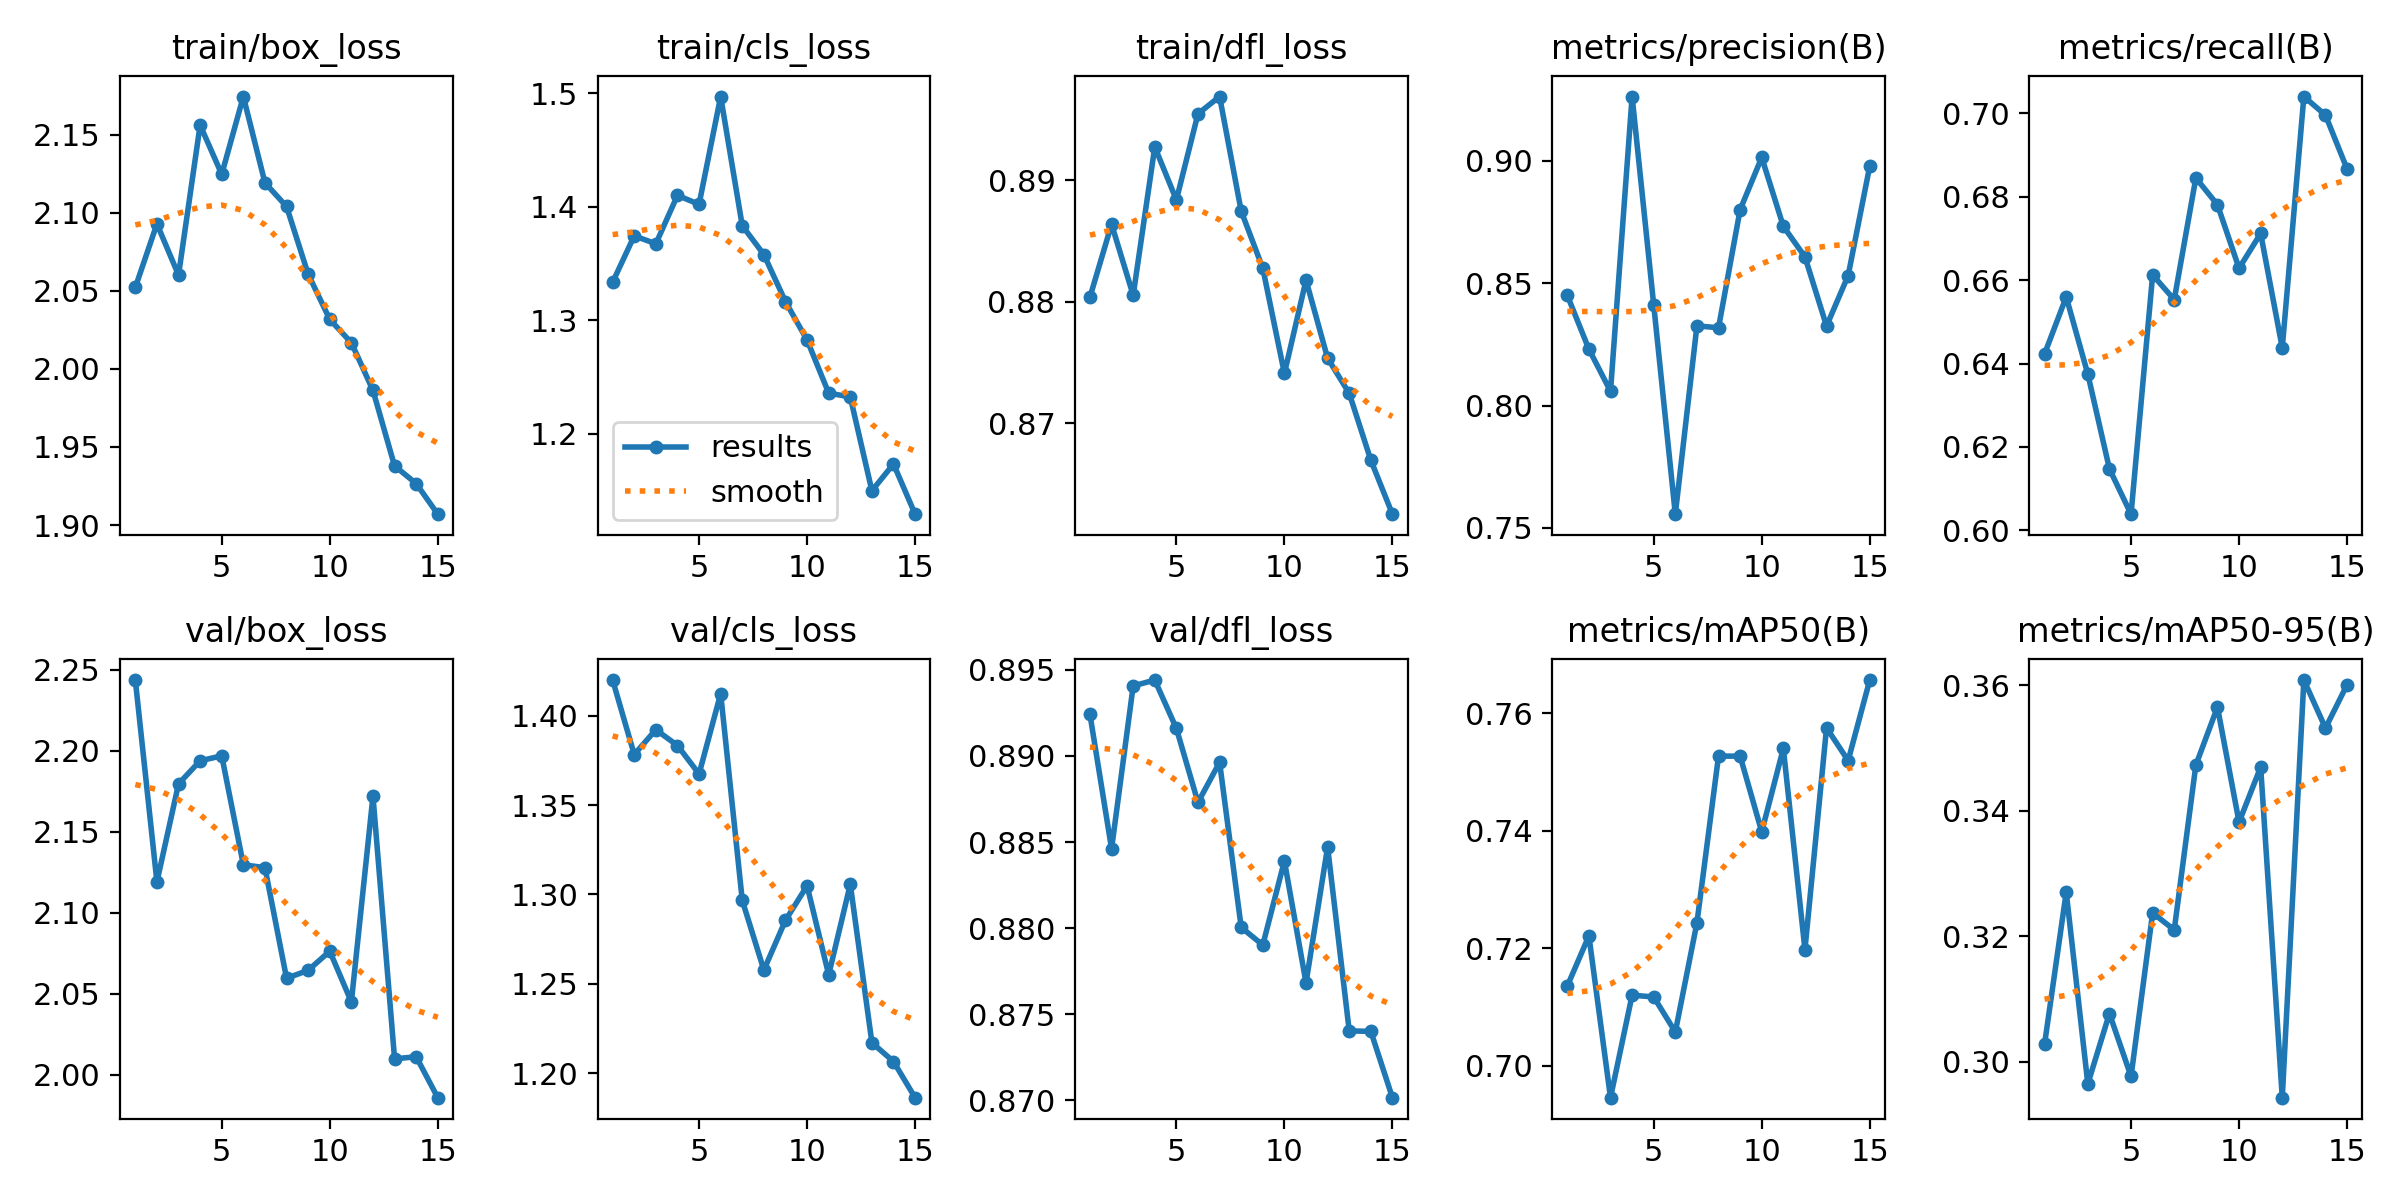 train/box_loss
2.15
2.10
2.05
2.00
1.95
1.90
5 10 15
train/cls_loss
1.5
1.4
1.3
1.2
results
smooth
5 10 15
train/dfl_loss
0.89
0.88
0.87
5 10 15
metrics/precision(B)
0.90
0.85
0.80
0.75
5 10 15
metrics/recall(B)
0.70
0.68
0.66
0.64
0.62
0.60
5 10 15
val/box_loss
2.25
2.20
2.15
2.10
2.05
2.00
5 10 15
val/cls_loss
1.40
1.35
1.30
1.25
1.20
5 10 15
val/dfl_loss
0.895
0.890
0.885
0.880
0.875
0.870
5 10 15
metrics/mAP50(B)
0.76
0.74
0.72
0.70
5 10 15
metrics/mAP50-95(B)
0.36
0.34
0.32
0.30
5 10 15